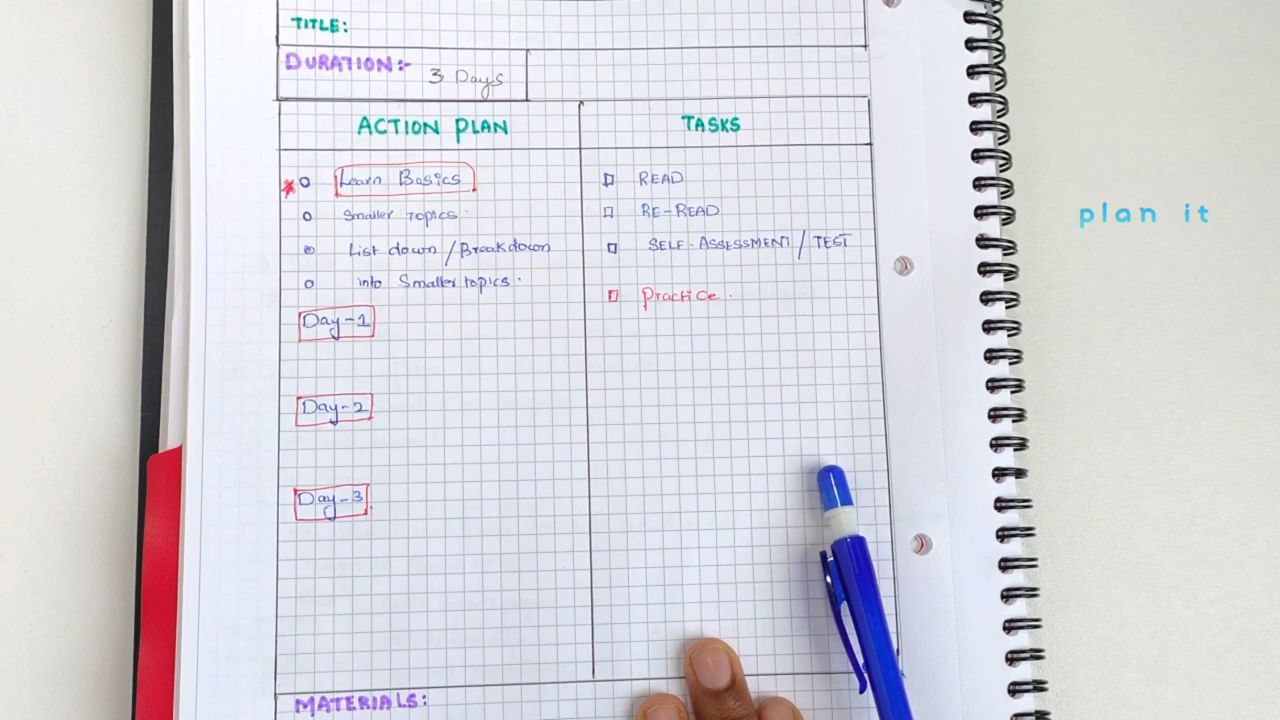 TITLE:
DURATION:- 3 Days
ACTION PLAN
TASKS
Learn Basics
Smaller Topics.
List down / Breakdown
into Smaller topics.
Day-1
Day-2
Day-3
READ
RE-READ
SELF-ASSESSMENT / TEST
Practice.
MATERIALS:
plan it